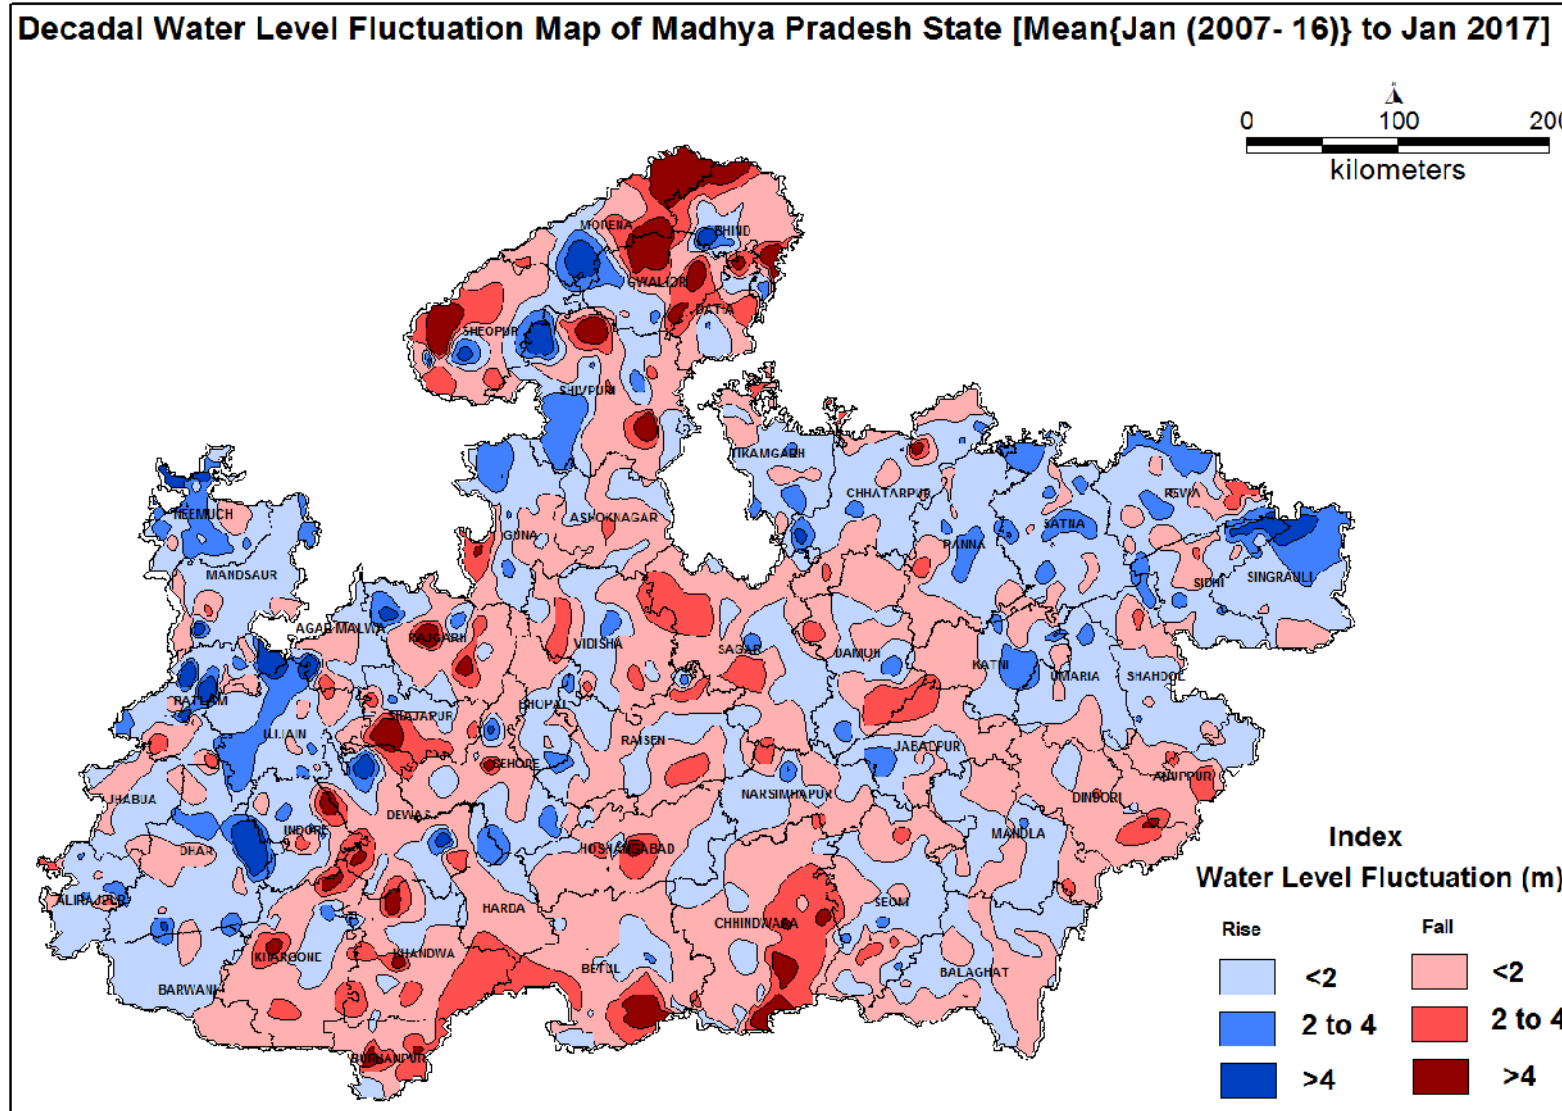 Decadal Water Level Fluctuation Map of Madhya Pradesh State [Mean{Jan (2007- 16)} to Jan 2017]
0 100 200
kilometers
MORENA
BHIND
GWALIOR
DATIA
SHEOPUR
SHIVPURI
TIKAMGARH
CHHATARPUR
REWA
NEEMUCH
ASHOKNAGAR
GUNA
PANNA
SATNA
MANDSAUR
SIDHI
SINGRAULI
AGAR MALWA
RAJGARH
VIDISHA
SAGAR
DAMOH
KATNI
UMARIA
SHAHDOL
RATLAM
SHAJAPUR
BHOPAL
UJJAIN
RAISEN
JABALPUR
SEHORE
ANUPPUR
JHABUA
NARSIMHAPUR
DINDORI
DEWAS
INDORE
MANDLA
DHAR
HOSHANGABAD
ALIRAJPUR
HARDA
CHHINDWARA
SEONI
KHARGONE
KHANDWA
BETUL
BALAGHAT
BARWANI
BURHANPUR
Index
Water Level Fluctuation (m)
Rise Fall
<2 <2
2 to 4 2 to 4
>4 >4